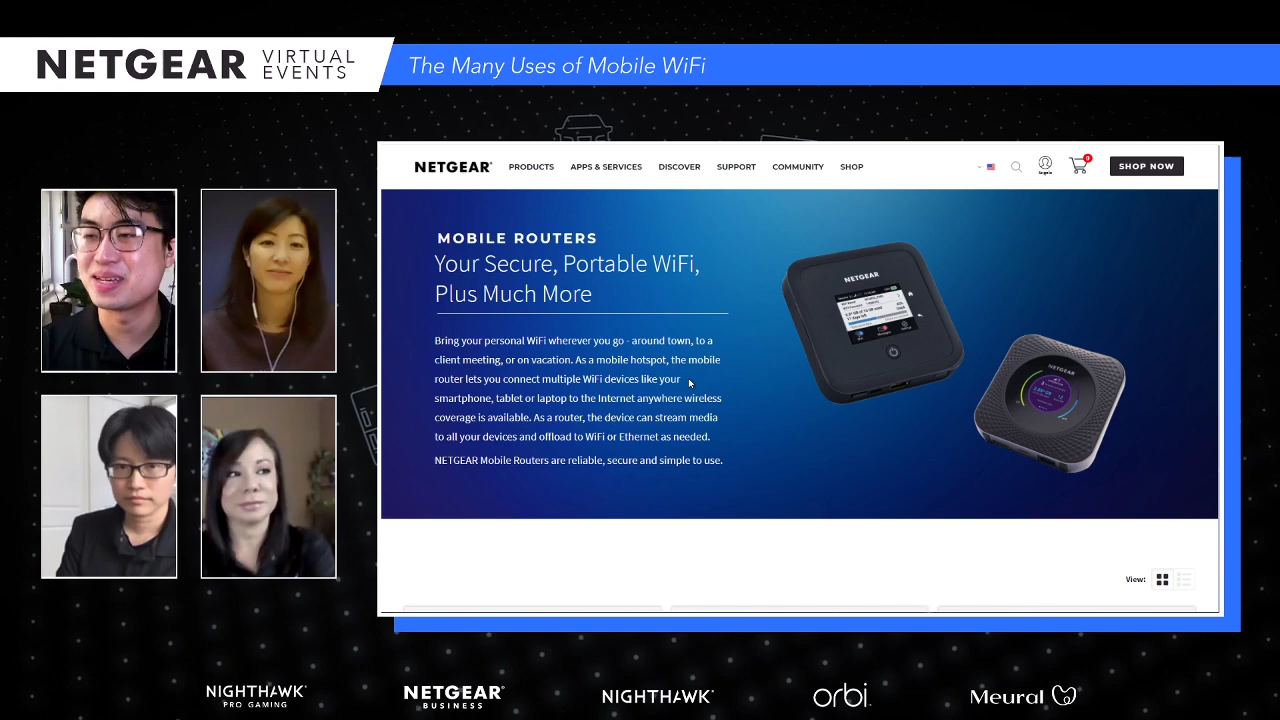 NETGEAR VIRTUAL EVENTS
The Many Uses of Mobile WiFi
NETGEAR PRODUCTS APPS & SERVICES DISCOVER SUPPORT COMMUNITY SHOP 0 SHOP NOW
Angela
MOBILE ROUTERS
Your Secure, Portable WiFi,
Plus Much More
Bring your personal WiFi wherever you go - around town, to a
client meeting, or on vacation. As a mobile hotspot, the mobile
router lets you connect multiple WiFi devices like your
smartphone, tablet or laptop to the Internet anywhere wireless
coverage is available. As a router, the device can stream media
to all your devices and offload to WiFi or Ethernet as needed.
NETGEAR Mobile Routers are reliable, secure and simple to use.
NETGEAR
NETGEAR
View:
NIGHTHAWK PRO GAMING
NETGEAR BUSINESS
NIGHTHAWK
orbi
Meural